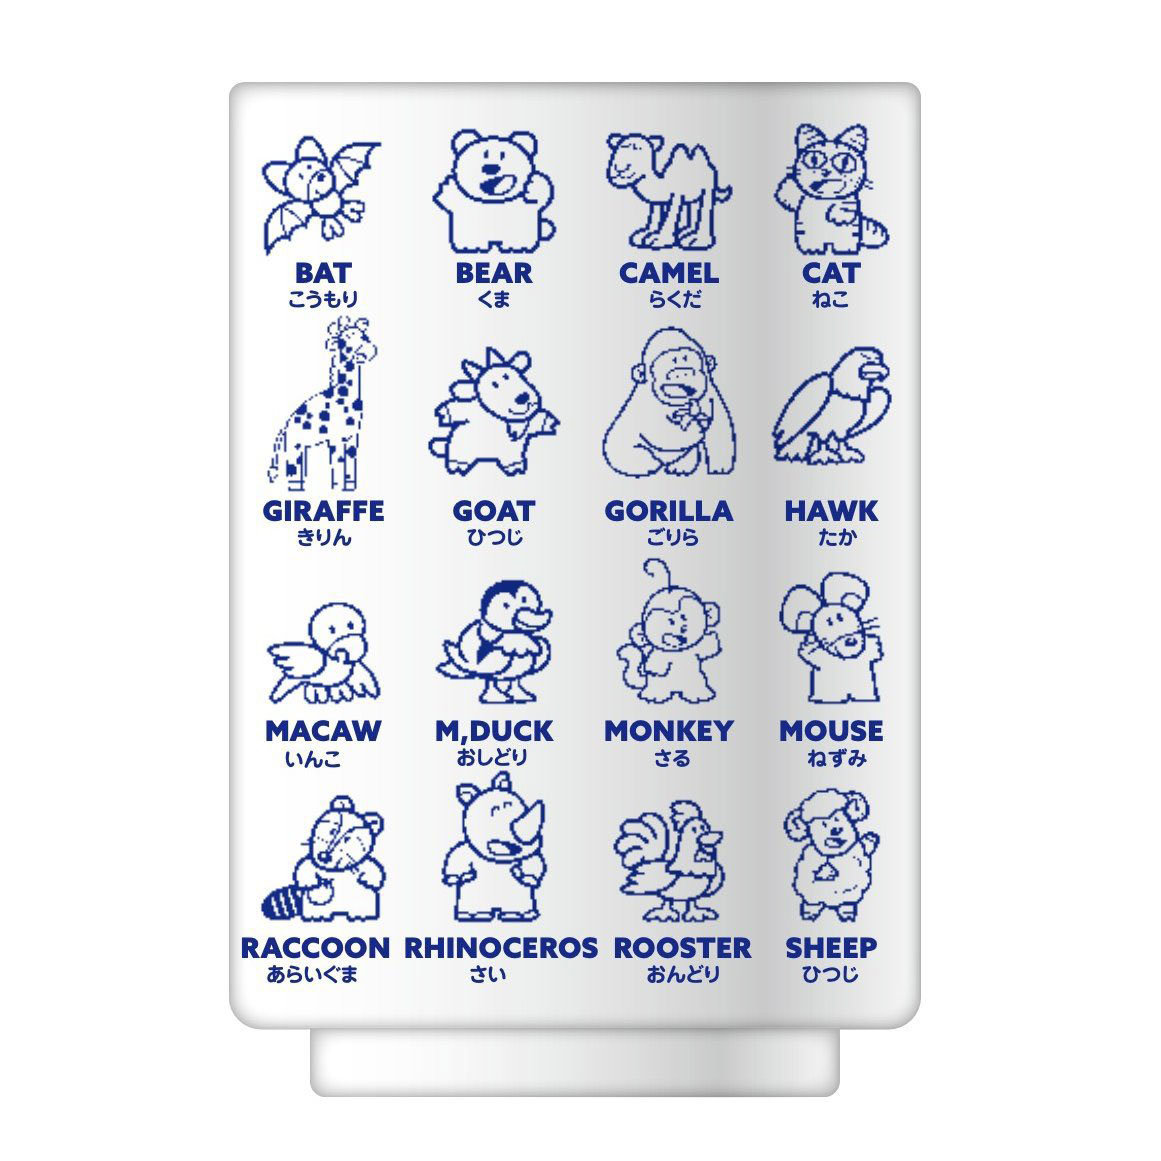 BAT BEAR CAMEL CAT
こうもり くま らくだ ねこ
GIRAFFE GOAT GORILLA HAWK
きりん ひつじ ごりら たか
MACAW M,DUCK MONKEY MOUSE
いんこ おしどり さる ねずみ
RACCOON RHINOCEROS ROOSTER SHEEP
あらいぐま さい おんどり ひつじ